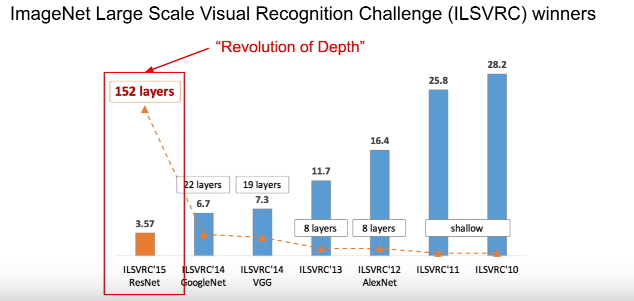 ImageNet Large Scale Visual Recognition Challenge (ILSVRC) winners
“Revolution of Depth”
152 layers
3.57
22 layers
6.7
19 layers
7.3
11.7
8 layers
16.4
8 layers
25.8
28.2
shallow
ILSVRC'15
ResNet
ILSVRC'14
GoogleNet
ILSVRC'14
VGG
ILSVRC'13
ILSVRC'12
AlexNet
ILSVRC'11
ILSVRC'10